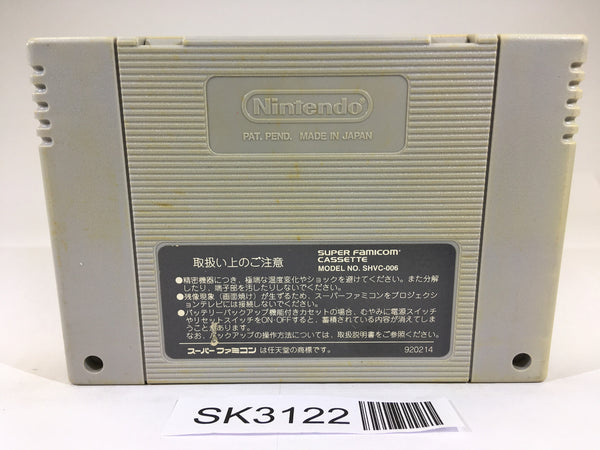 Nintendo
PAT. PEND. MADE IN JAPAN
取扱い上のご注意
SUPER FAMICOM
CASSETTE
MODEL NO. SHVC-006
●精密機器につき、極端な温度変化やショックを避けてください。また分解
したり、端子部を汚したりしないでください。
●残像現象(画面焼け)が生ずるため、スーパーファミコンをプロジェクシ
ョンテレビには接続しないでください。
●バッテリーバックアップ機能付きカセットの場合、むやみに電源スイッチ
やリセットスイッチをON・OFFすると、蓄積されている内容が消えてしま
うことがあります。
なお、バックアップの操作方法については、取扱説明書をご参照ください。
スーパーファミコン は任天堂の商標です。
920214
SK3122